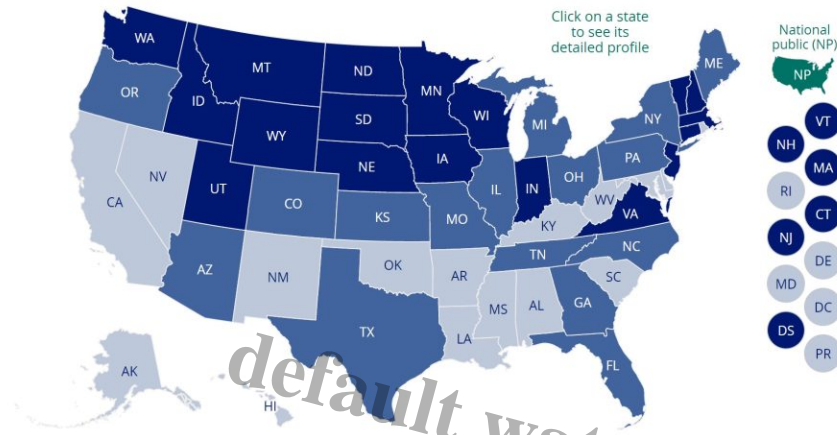 Click on a state
to see its
detailed profile
National
public (NP)
NP
WA
MT
ND
MN
ME
OR
ID
WY
SD
WI
MI
NY
VT
NH
NV
UT
NE
IA
IL
IN
OH
PA
MA
CA
CO
KS
MO
KY
WV
VA
RI
CT
AZ
NM
OK
AR
TN
NC
NJ
DE
TX
LA
MS
AL
GA
SC
MD
DC
FL
DS
PR
AK
HI
default wat